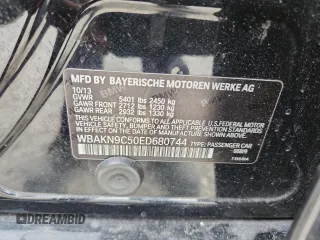 MFD BY BAYERISCHE MOTOREN WERKE AG
10/13
GVWR 5401 lbs 2450 kg
GAWR FRONT 2712 lbs 1230 kg
GAWR REAR 2932 lbs 1330 kg
THIS VEHICLE CONFORMS TO ALL APPLICABLE
U.S. FEDERAL MOTOR VEHICLE SAFETY,
BUMPER, AND THEFT PREVENTION STANDARDS
IN EFFECT ON THE DATE OF MANUFACTURE
SHOWN ABOVE.
WBAKN9C50ED680744 TYPE: PASSENGER CAR
DREAMBID